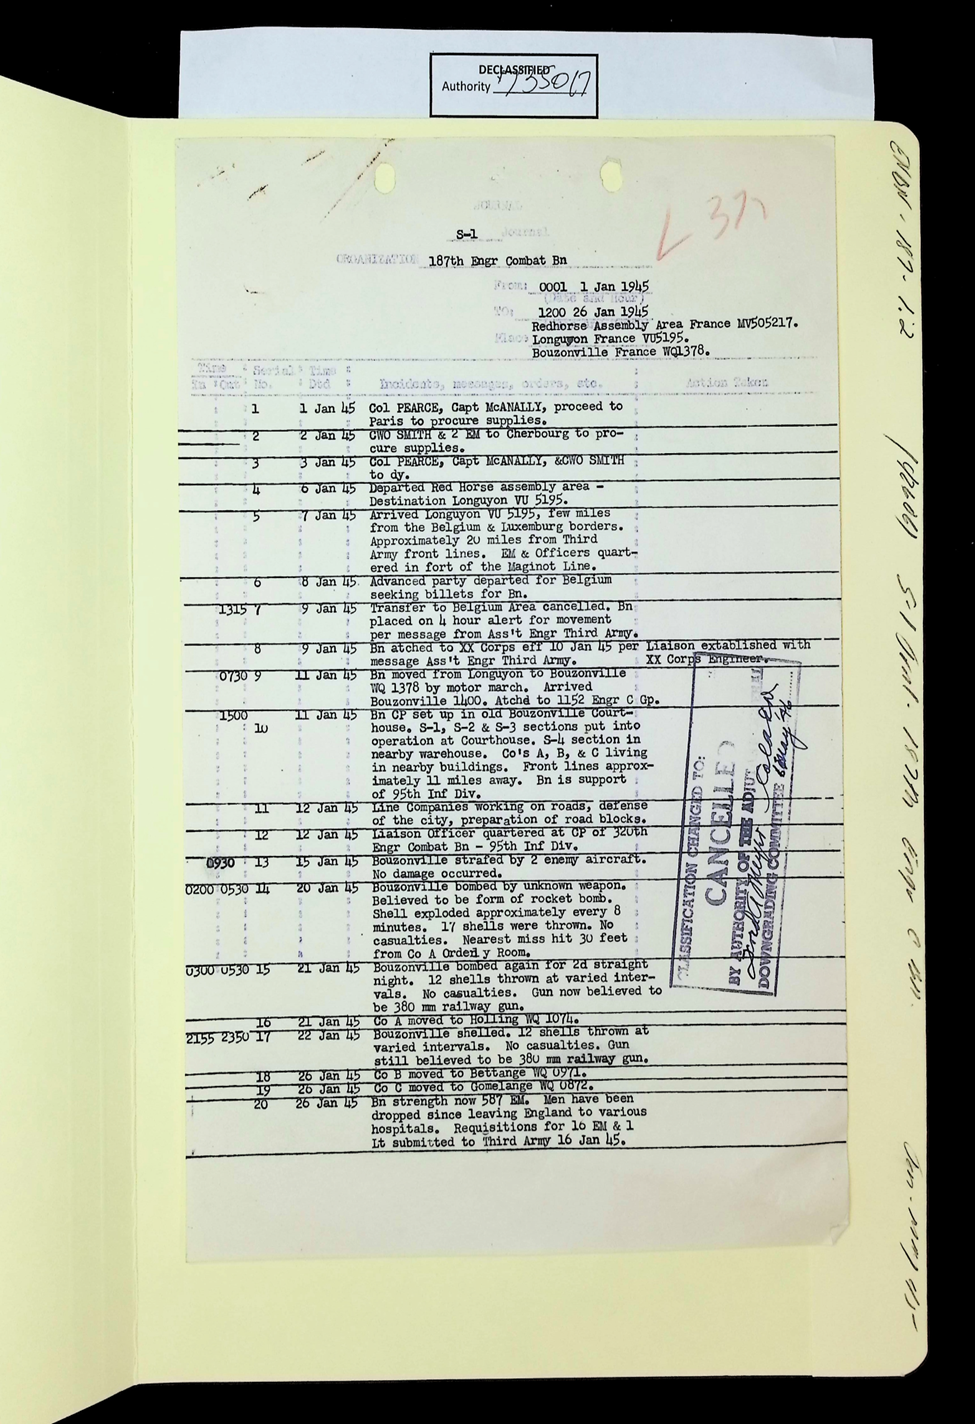 DECLASSIFIED
Authority 735017
JOURNAL
S-1 Journal
L 377
ORGANIZATION 187th Engr Combat Bn
From: 0001 1 Jan 1945
(Date and Hour)
TO: 1200 26 Jan 1945
Redhorse Assembly Area France MV505217.
Place: Longuyon France VU5195.
Bouzonville France WQ1378.
Time Serial Time
In Out No. Dtd Incidents, messages, orders, etc. Action Taken
1 1 Jan 45 Col PEARCE, Capt McANALLY, proceed to
Paris to procure supplies.
2 2 Jan 45 CWO SMITH & 2 EM to Cherbourg to pro-
cure supplies.
3 3 Jan 45 Col PEARCE, Capt McANALLY, &CWO SMITH
to dy.
4 6 Jan 45 Departed Red Horse assembly area -
Destination Longuyon VU 5195.
5 7 Jan 45 Arrived Longuyon VU 5195, few miles
from the Belgium & Luxemburg borders.
Approximately 20 miles from Third
Army front lines. EM & Officers quart-
ered in fort of the Maginot Line.
6 8 Jan 45 Advanced party departed for Belgium
seeking billets for Bn.
1315 7 9 Jan 45 Transfer to Belgium Area cancelled. Bn
placed on 4 hour alert for movement
per message from Ass't Engr Third Army.
8 9 Jan 45 Bn atched to XX Corps eff 10 Jan 45 per Liaison extablished with
message Ass't Engr Third Army. XX Corps Engineer.
0730 9 11 Jan 45 Bn moved from Longuyon to Bouzonville
WQ 1378 by motor march. Arrived
Bouzonville 1400. Atchd to 1152 Engr C Gp.
1500 11 Jan 45 Bn CP set up in old Bouzonville Court-
10 house. S-1, S-2 & S-3 sections put into
operation at Courthouse. S-4 section in
nearby warehouse. Co's A, B, & C living
in nearby buildings. Front lines approx-
imately 11 miles away. Bn is support
of 95th Inf Div.
11 12 Jan 45 Line Companies working on roads, defense
of the city, preparation of road blocks.
12 12 Jan 45 Liaison Officer quartered at CP of 320th
Engr Combat Bn - 95th Inf Div.
0930 13 15 Jan 45 Bouzonville strafed by 2 enemy aircraft.
No damage occurred.
0200 0530 14 20 Jan 45 Bouzonville bombed by unknown weapon.
Believed to be form of rocket bomb.
Shell exploded approximately every 8
minutes. 17 shells were thrown. No
casualties. Nearest miss hit 30 feet
from Co A Orderly Room.
0300 0530 15 21 Jan 45 Bouzonville bombed again for 2d straight
night. 12 shells thrown at varied inter-
vals. No casualties. Gun now believed to
be 380 mm railway gun.
16 21 Jan 45 Co A moved to Holling WQ 1074.
2155 2350 17 22 Jan 45 Bouzonville shelled. 12 shells thrown at
varied intervals. No casualties. Gun
still believed to be 380 mm railway gun.
18 26 Jan 45 Co B moved to Bettange WQ 0971.
19 26 Jan 45 Co C moved to Gomelange WQ 0872.
20 26 Jan 45 Bn strength now 587 EM. Men have been
dropped since leaving England to various
hospitals. Requisitions for 16 EM & 1
Lt submitted to Third Army 16 Jan 45.
CLASSIFICATION CHANGED TO:
CANCELLED
BY AUTHORITY OF THE ADJUT
DOWNGRADING COMMITTEE 6 May 46
ENBN-187-1.2
S-1 Jrnl. 187th Engr C Bn.
Jan-May 45